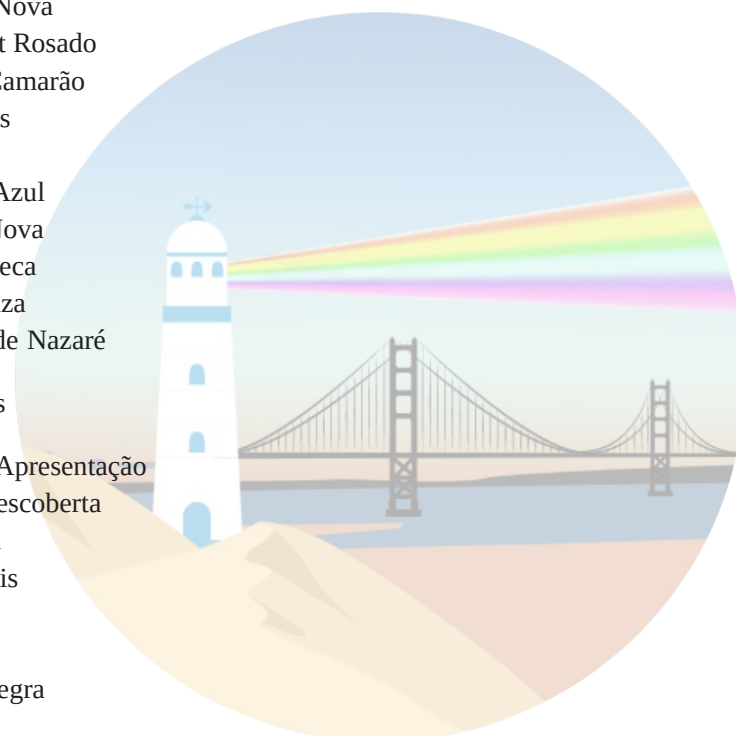 Nova
t Rosado
Camarão
s
Azul
Nova
eca
za
de Nazaré
s
Apresentação
escoberta
is
egra